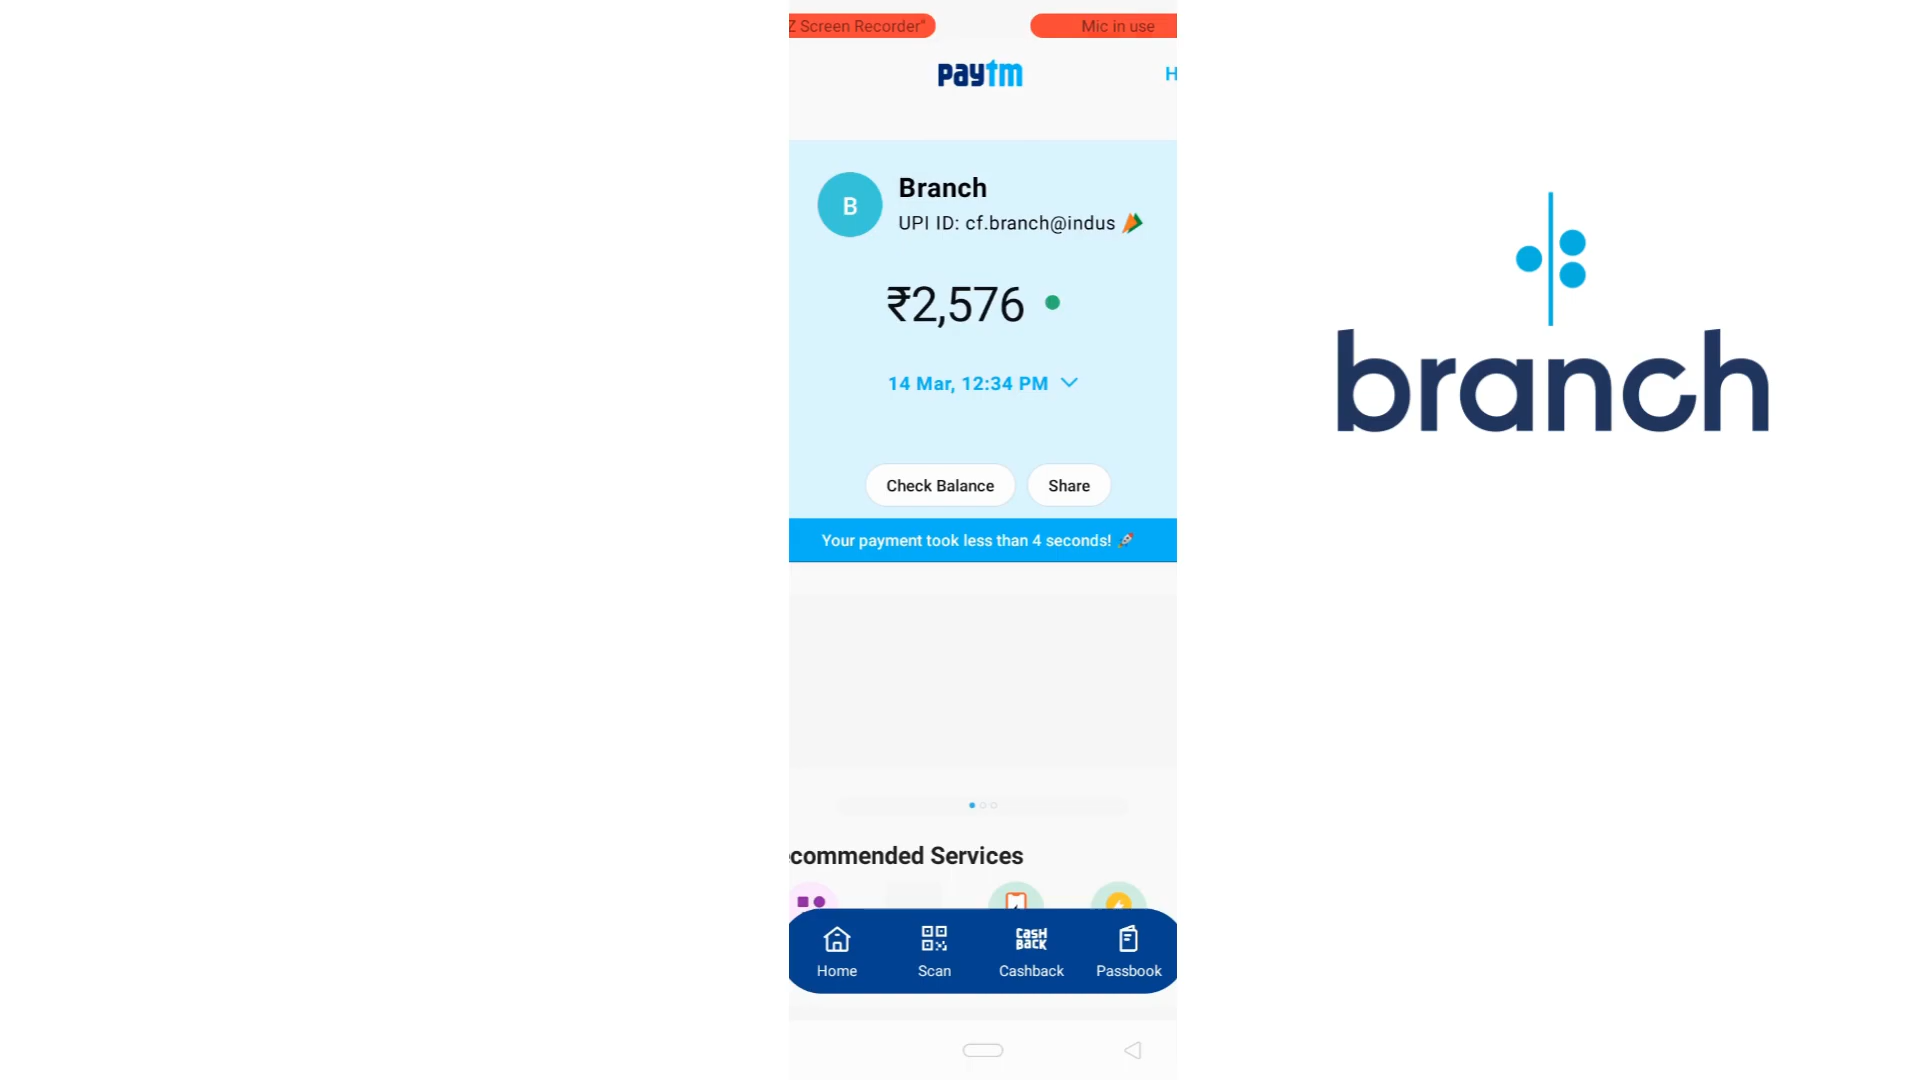 Z Screen Recorder"
Mic in use
paytm
H
Branch
B
UPI ID: cf.branch@indus
₹2,576
14 Mar, 12:34 PM
Check Balance
Share
Your payment took less than 4 seconds! 🚀
commended Services
Home
Scan
CASH BACK
Cashback
Passbook
branch